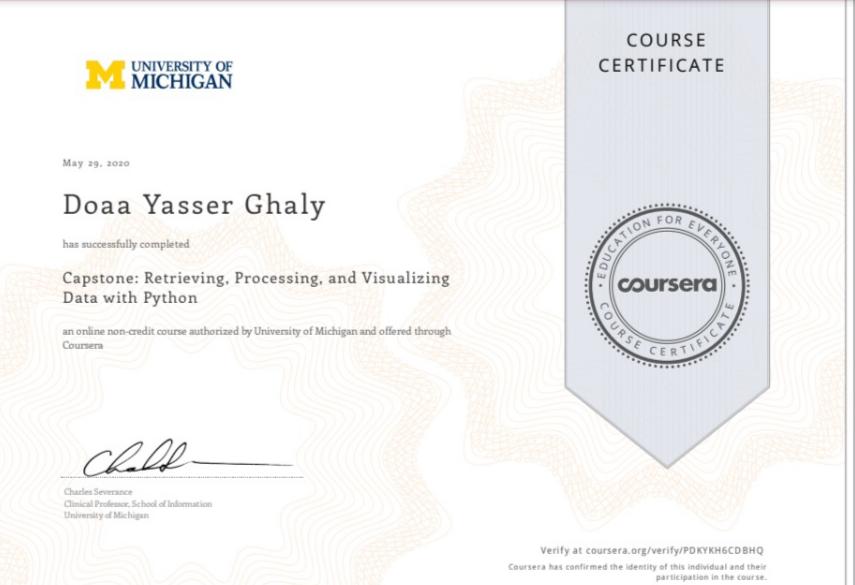 UNIVERSITY OF
MICHIGAN
May 29, 2020
Doaa Yasser Ghaly
has successfully completed
Capstone: Retrieving, Processing, and Visualizing
Data with Python
an online non-credit course authorized by University of Michigan and offered through
Coursera
Charles Severance
Clinical Professor, School of Information
University of Michigan
COURSE
CERTIFICATE
EDUCATION FOR EVERYONE
coursera
COURSE CERTIFICATE
Verify at coursera.org/verify/PDKYKH6CDBHQ
Coursera has confirmed the identity of this individual and their
participation in the course.